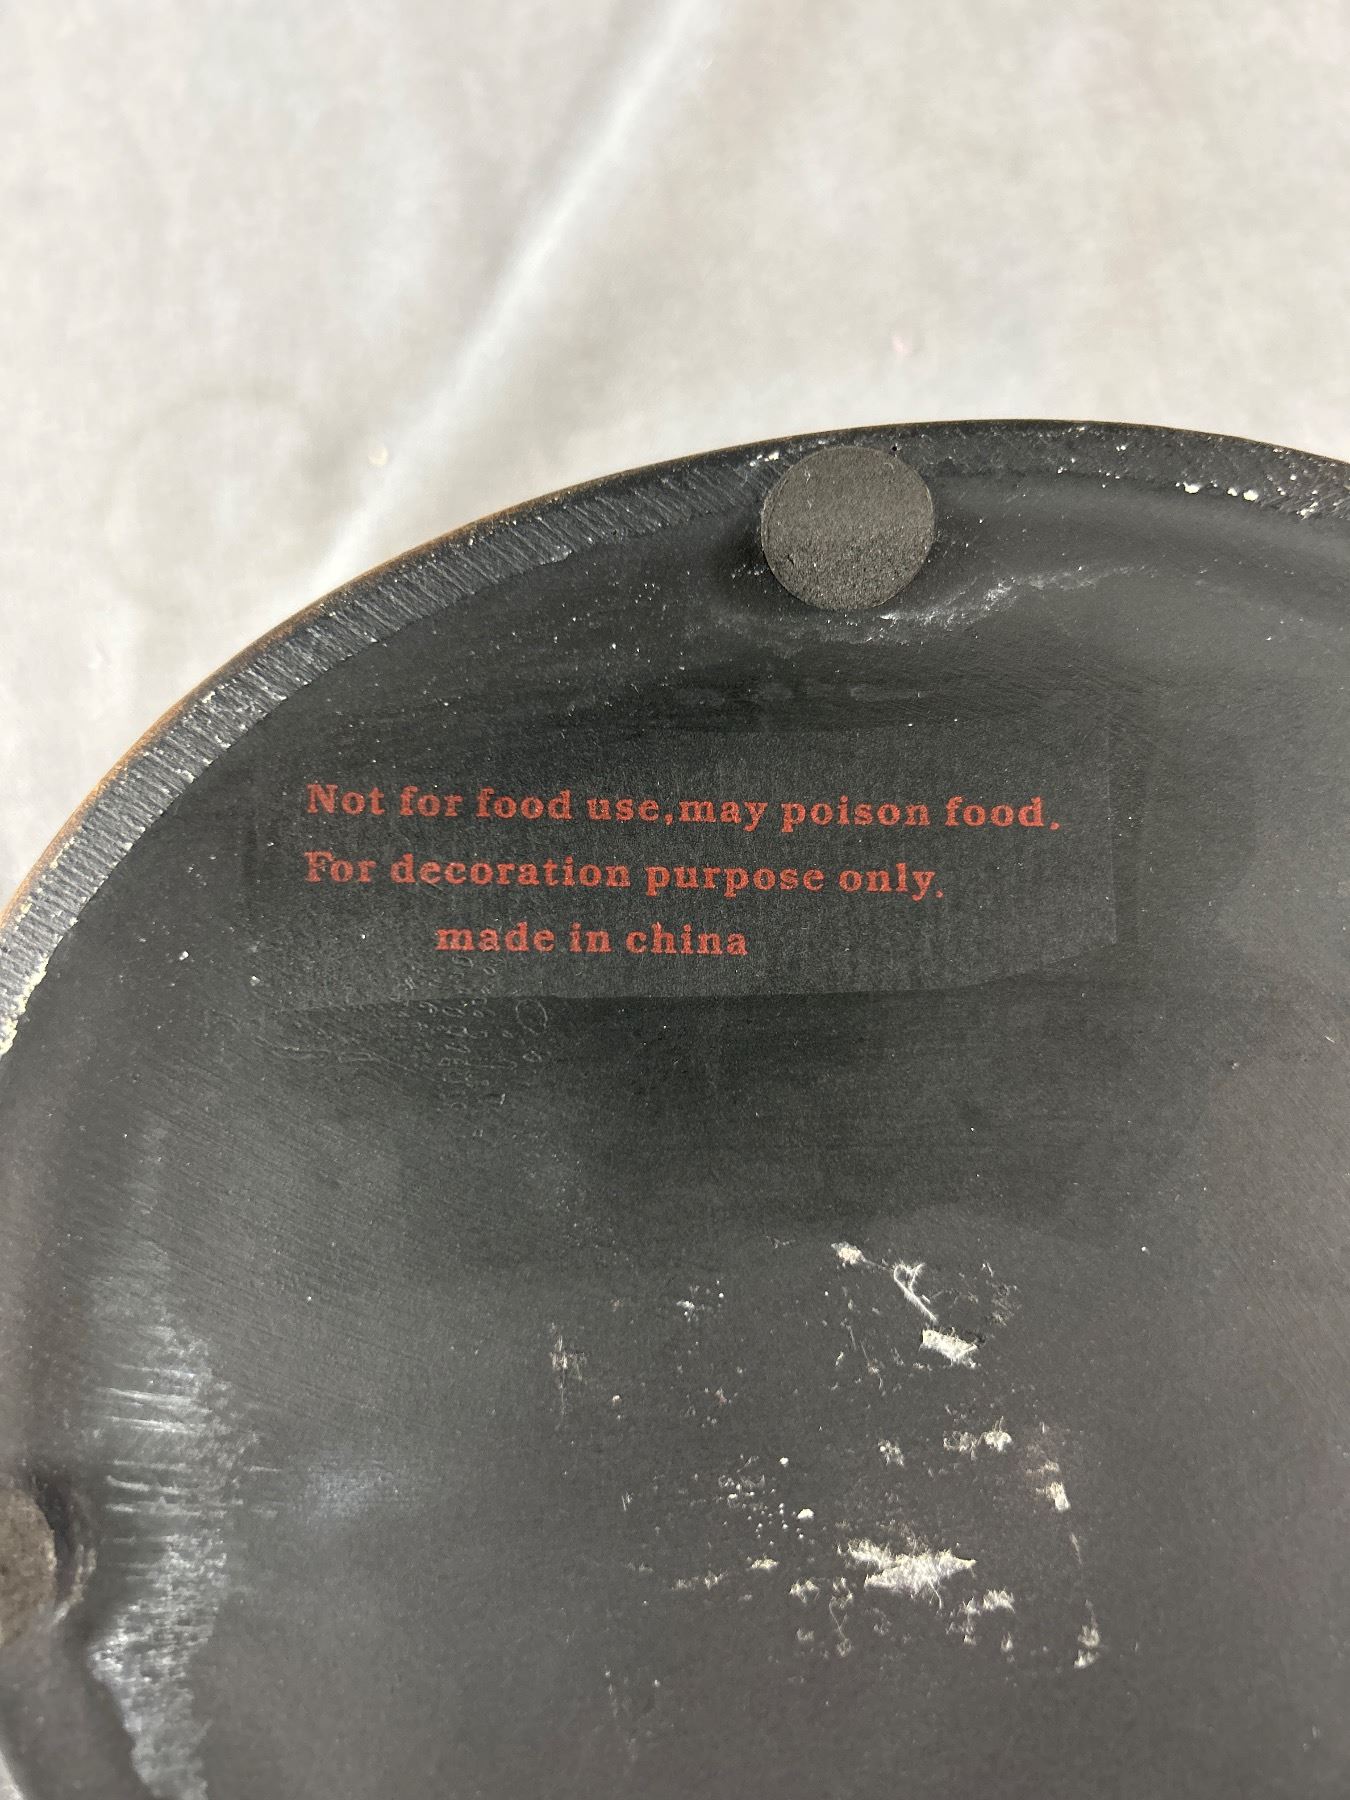 Not for food use,may poison food.
For decoration purpose only.
made in china